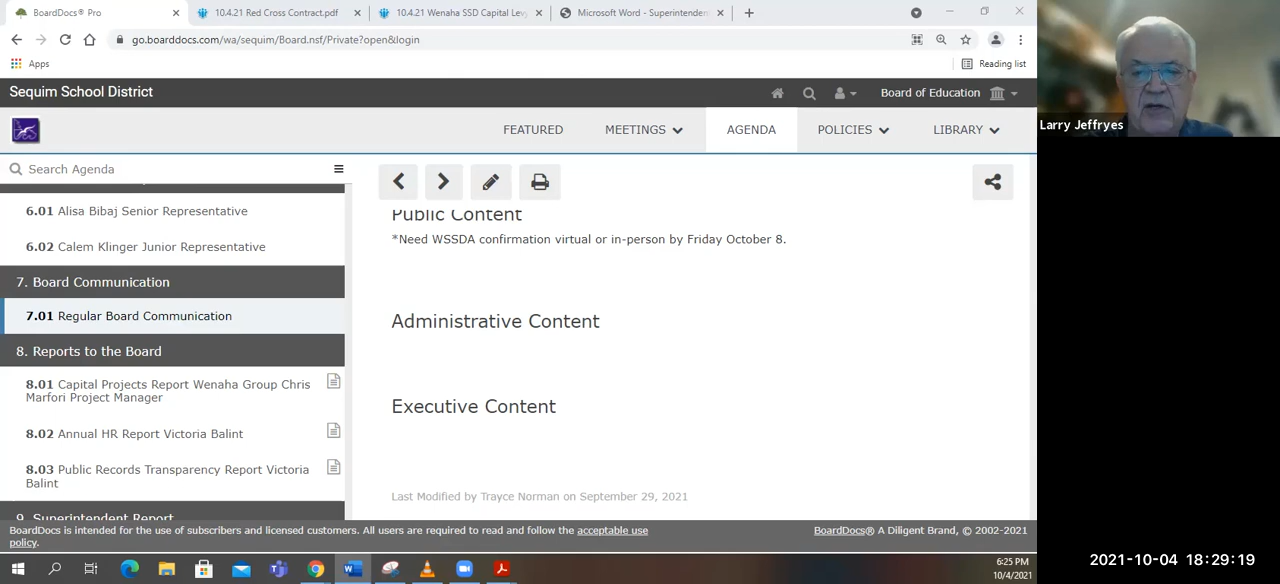 BoardDocs® Pro
10.4.21 Red Cross Contract.pdf
10.4.21 Wenaha SSD Capital Lev
Microsoft Word - Superintenden
go.boarddocs.com/wa/sequim/Board.nsf/Private?open&login
Apps
Reading list
Sequim School District
Board of Education
FEATURED
MEETINGS
AGENDA
POLICIES
LIBRARY
Search Agenda
6.01 Alisa Bibaj Senior Representative
6.02 Calem Klinger Junior Representative
7. Board Communication
7.01 Regular Board Communication
8. Reports to the Board
8.01 Capital Projects Report Wenaha Group Chris
Marfori Project Manager
8.02 Annual HR Report Victoria Balint
8.03 Public Records Transparency Report Victoria
Balint
9. Superintendent Report
Public Content
*Need WSSDA confirmation virtual or in-person by Friday October 8.
Administrative Content
Executive Content
Last Modified by Trayce Norman on September 29, 2021
BoardDocs is intended for the use of subscribers and licensed customers. All users are required to read and follow the acceptable use
policy.
BoardDocs® A Diligent Brand, © 2002-2021
6:25 PM
10/4/2021
Larry Jeffryes
2021-10-04 18:29:19